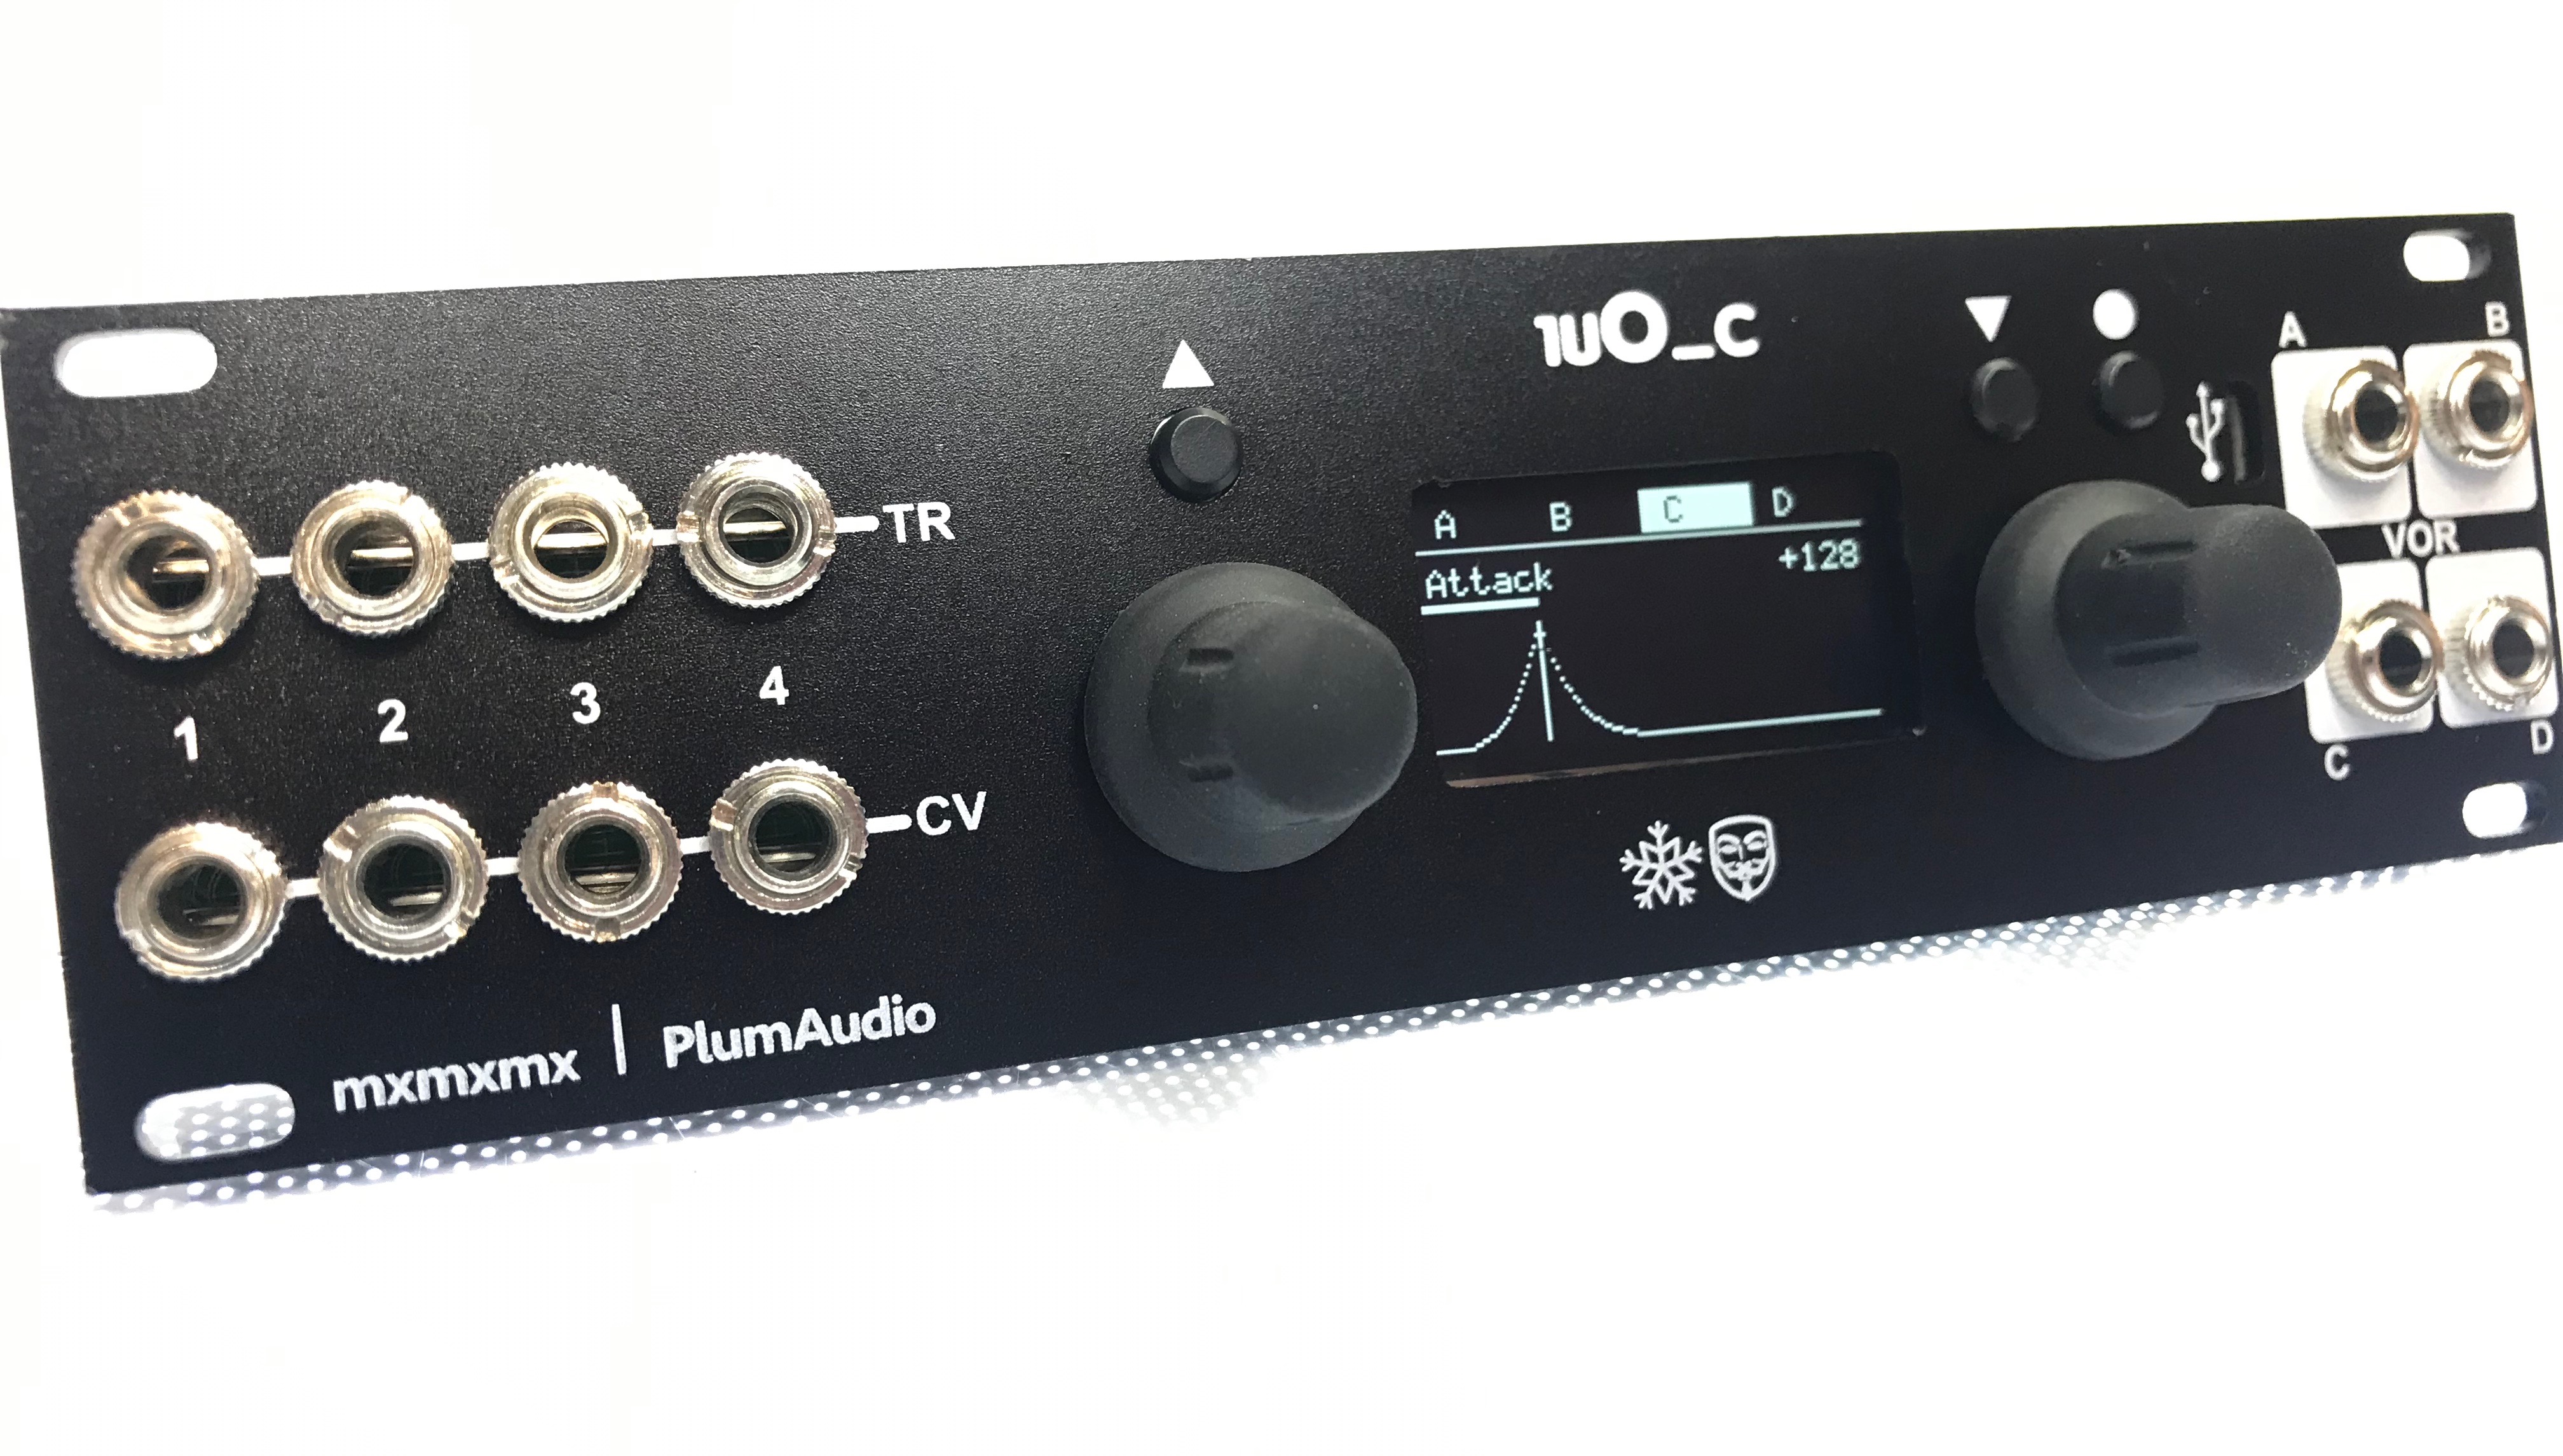 1uO_c
TR
1 2 3 4
CV
mxmxmx | PlumAudio
A B C D
+128
Attack
A B
VOR
C D